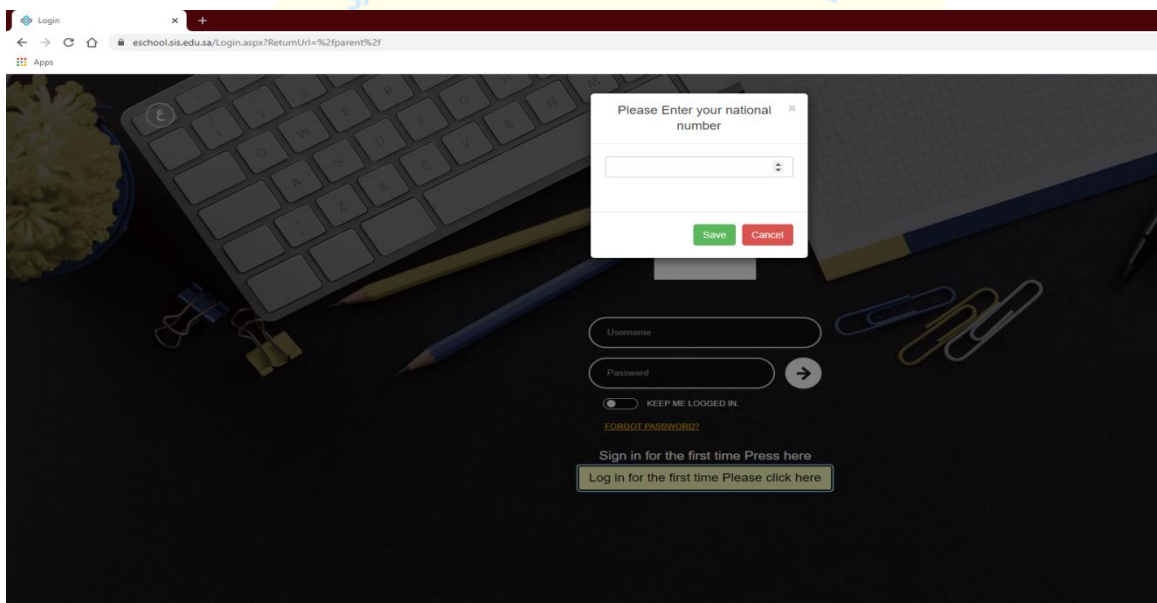 Login
eschool.sis.edu.sa/Login.aspx?ReturnUrl=%2fparent%2f
Apps
ع
Please Enter your national
number
Save Cancel
Username
Password
KEEP ME LOGGED IN.
FORGOT PASSWORD?
Sign in for the first time Press here
Log in for the first time Please click here